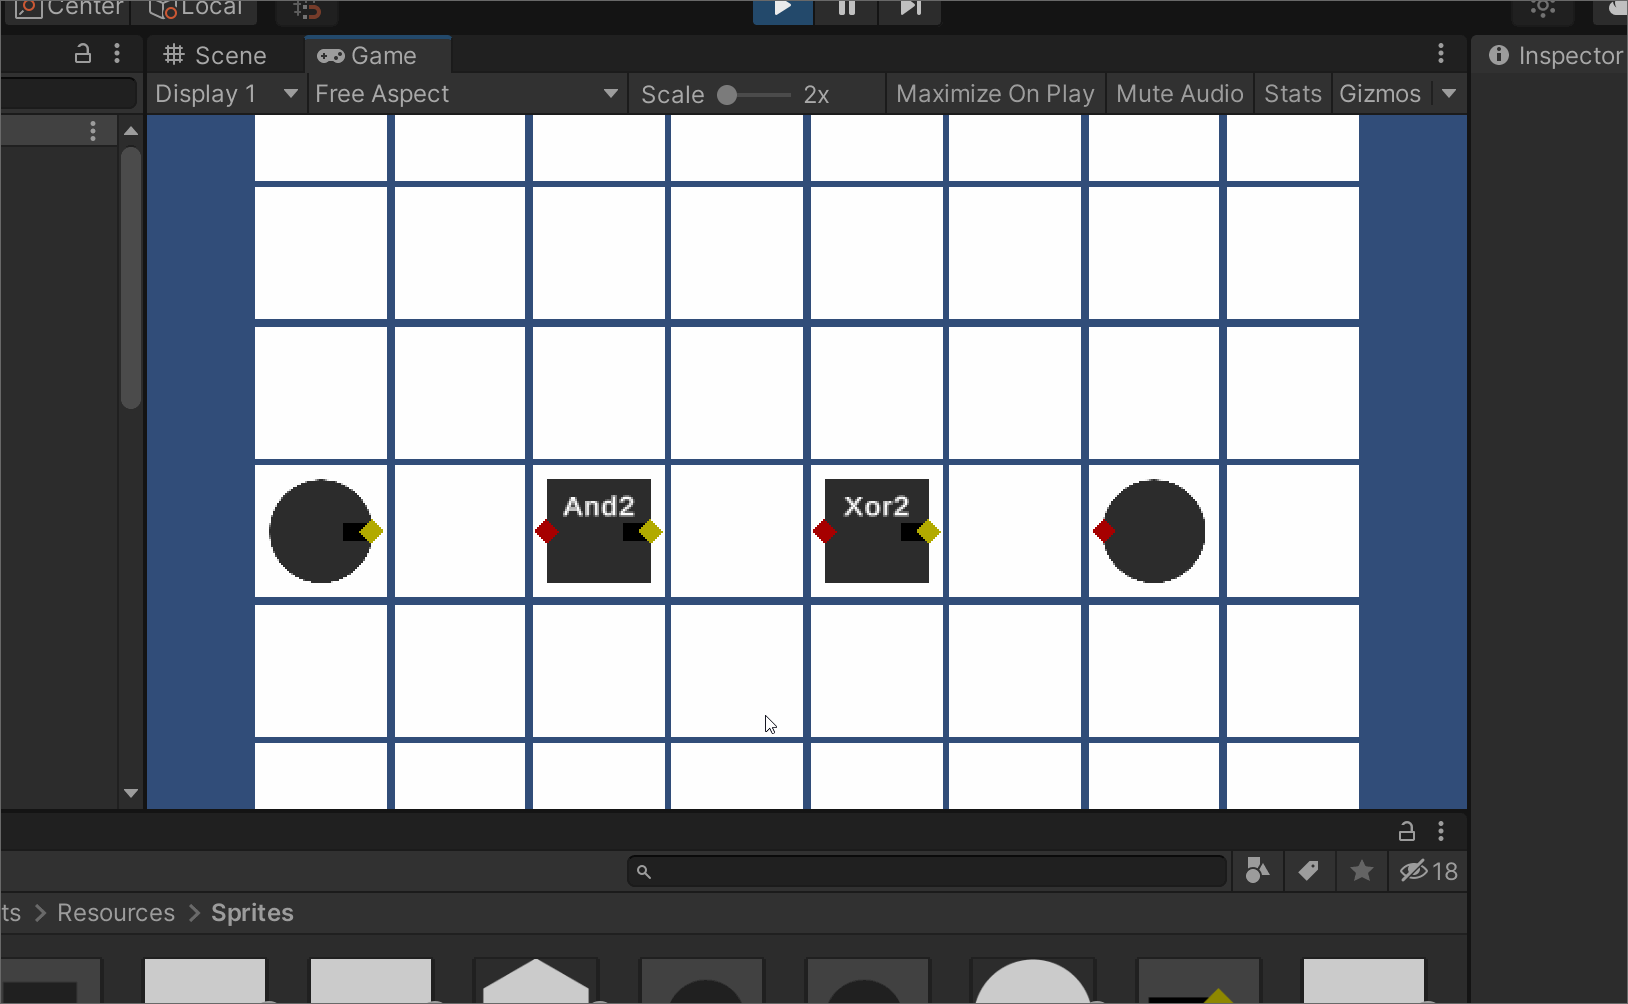 Center Local
Scene Game
Inspector
Display 1 Free Aspect Scale 2x Maximize On Play Mute Audio Stats Gizmos
And2 Xor2
18
ts > Resources > Sprites